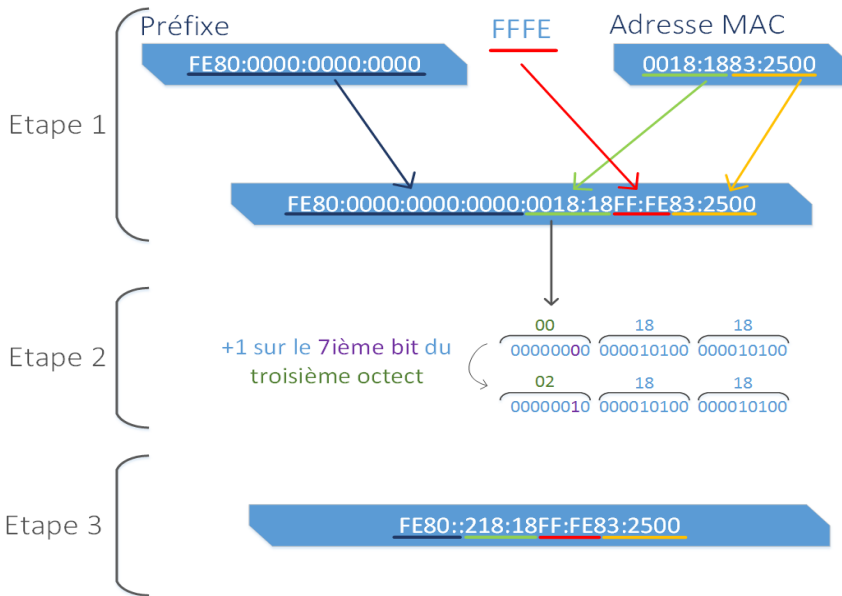 Préfixe
FFFE
Adresse MAC
FE80:0000:0000:0000
0018:1883:2500
Etape 1
FE80:0000:0000:0000:0018:18FF:FE83:2500
00 18 18
+1 sur le 7ième bit du
00000000 000010100 000010100
Etape 2
troisième octect
02 18 18
00000010 000010100 000010100
Etape 3
FE80::218:18FF:FE83:2500